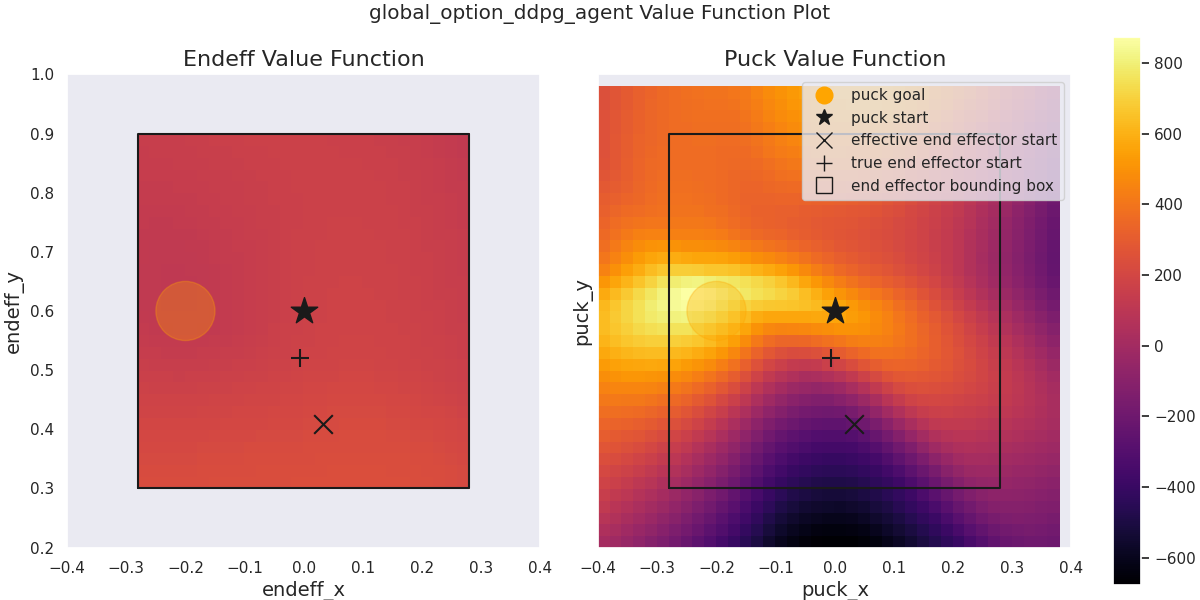 global_option_ddpg_agent Value Function Plot
Endeff Value Function
1.0
0.9
0.8
0.7
0.6
0.5
0.4
0.3
0.2
endeff_y
−0.4 −0.3 −0.2 −0.1 0.0 0.1 0.2 0.3 0.4
endeff_x
Puck Value Function
puck goal
puck start
effective end effector start
true end effector start
end effector bounding box
puck_y
−0.4 −0.3 −0.2 −0.1 0.0 0.1 0.2 0.3 0.4
puck_x
800
600
400
200
0
−200
−400
−600